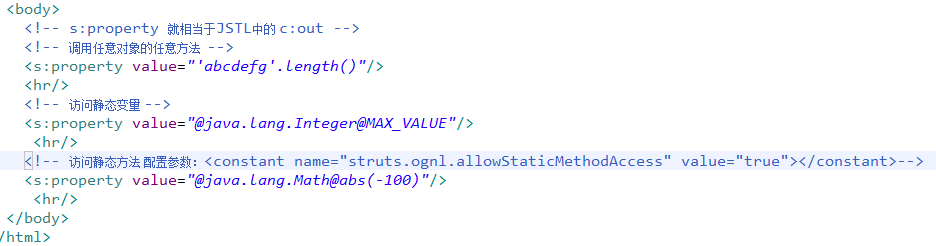 <body>
<!-- s:property 就相当于JSTL中的 c:out -->
<!-- 调用任意对象的任意方法 -->
<s:property value="'abcdefg'.length()"/>
<hr/>
<!-- 访问静态变量 -->
<s:property value="@java.lang.Integer@MAX_VALUE"/>
<hr/>
<!-- 访问静态方法 配置参数：<constant name="struts.ognl.allowStaticMethodAccess" value="true"></constant>-->
<s:property value="@java.lang.Math@abs(-100)"/>
<hr/>
</body>
/html>